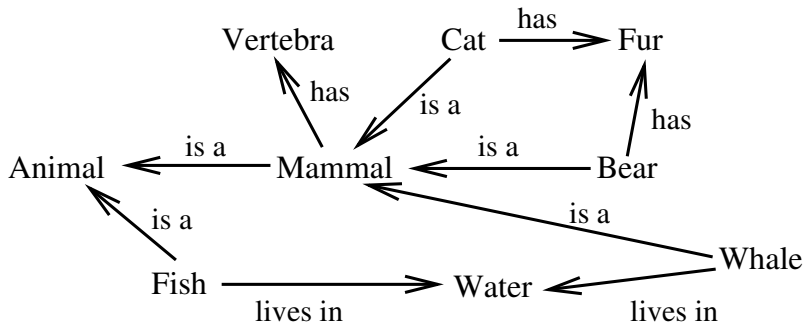 Vertebra Cat has Fur
has is a has
Animal is a Mammal is a Bear
is a is a
Fish Water Whale
lives in lives in